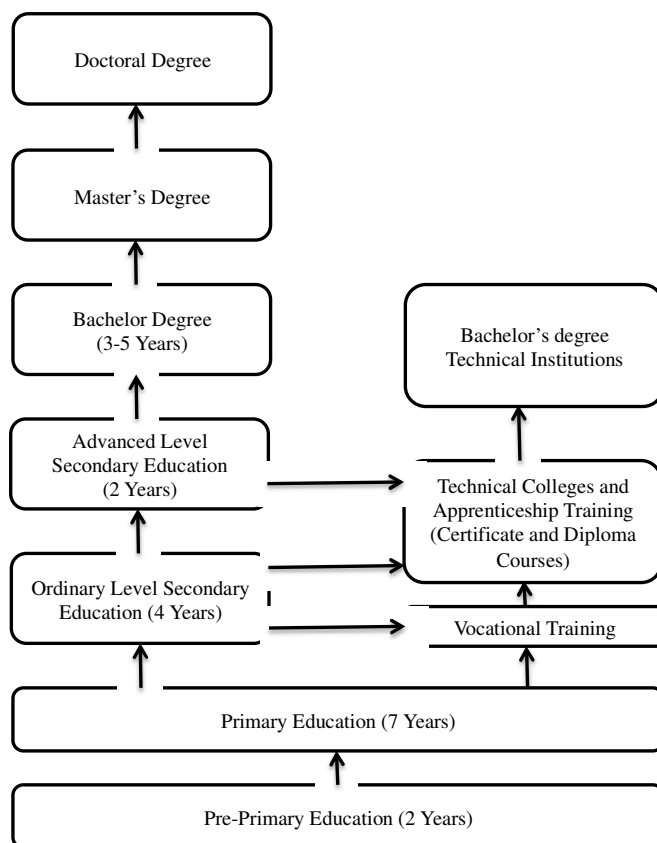 Doctoral Degree
Master’s Degree
Bachelor Degree
(3-5 Years)
Bachelor’s degree
Technical Institutions
Advanced Level
Secondary Education
(2 Years)
Technical Colleges and
Apprenticeship Training
(Certificate and Diploma
Courses)
Ordinary Level Secondary
Education (4 Years)
Vocational Training
Primary Education (7 Years)
Pre-Primary Education (2 Years)